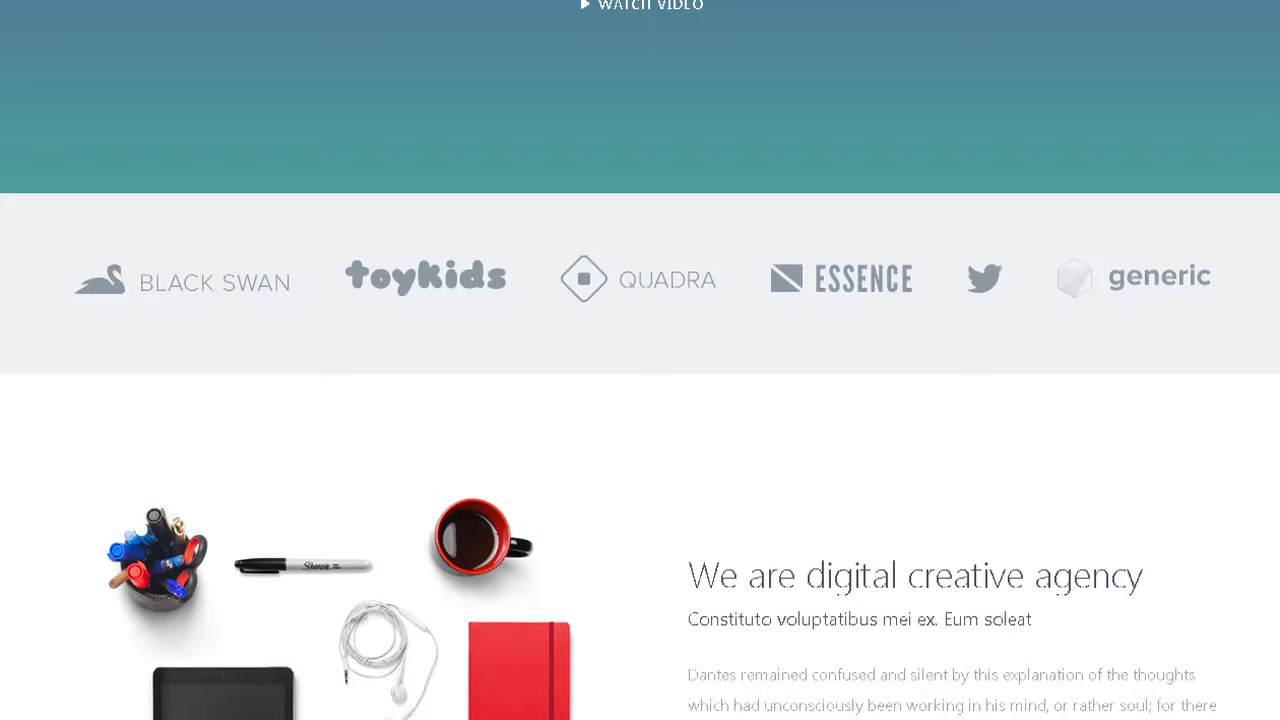 WATCH VIDEO
BLACK SWAN
toykids
QUADRA
ESSENCE
generic
Sharpie
We are digital creative agency
Constituto voluptatibus mei ex. Eum soleat
Dantes remained confused and silent by this explanation of the thoughts
which had unconsciously been working in his mind, or rather soul; for there